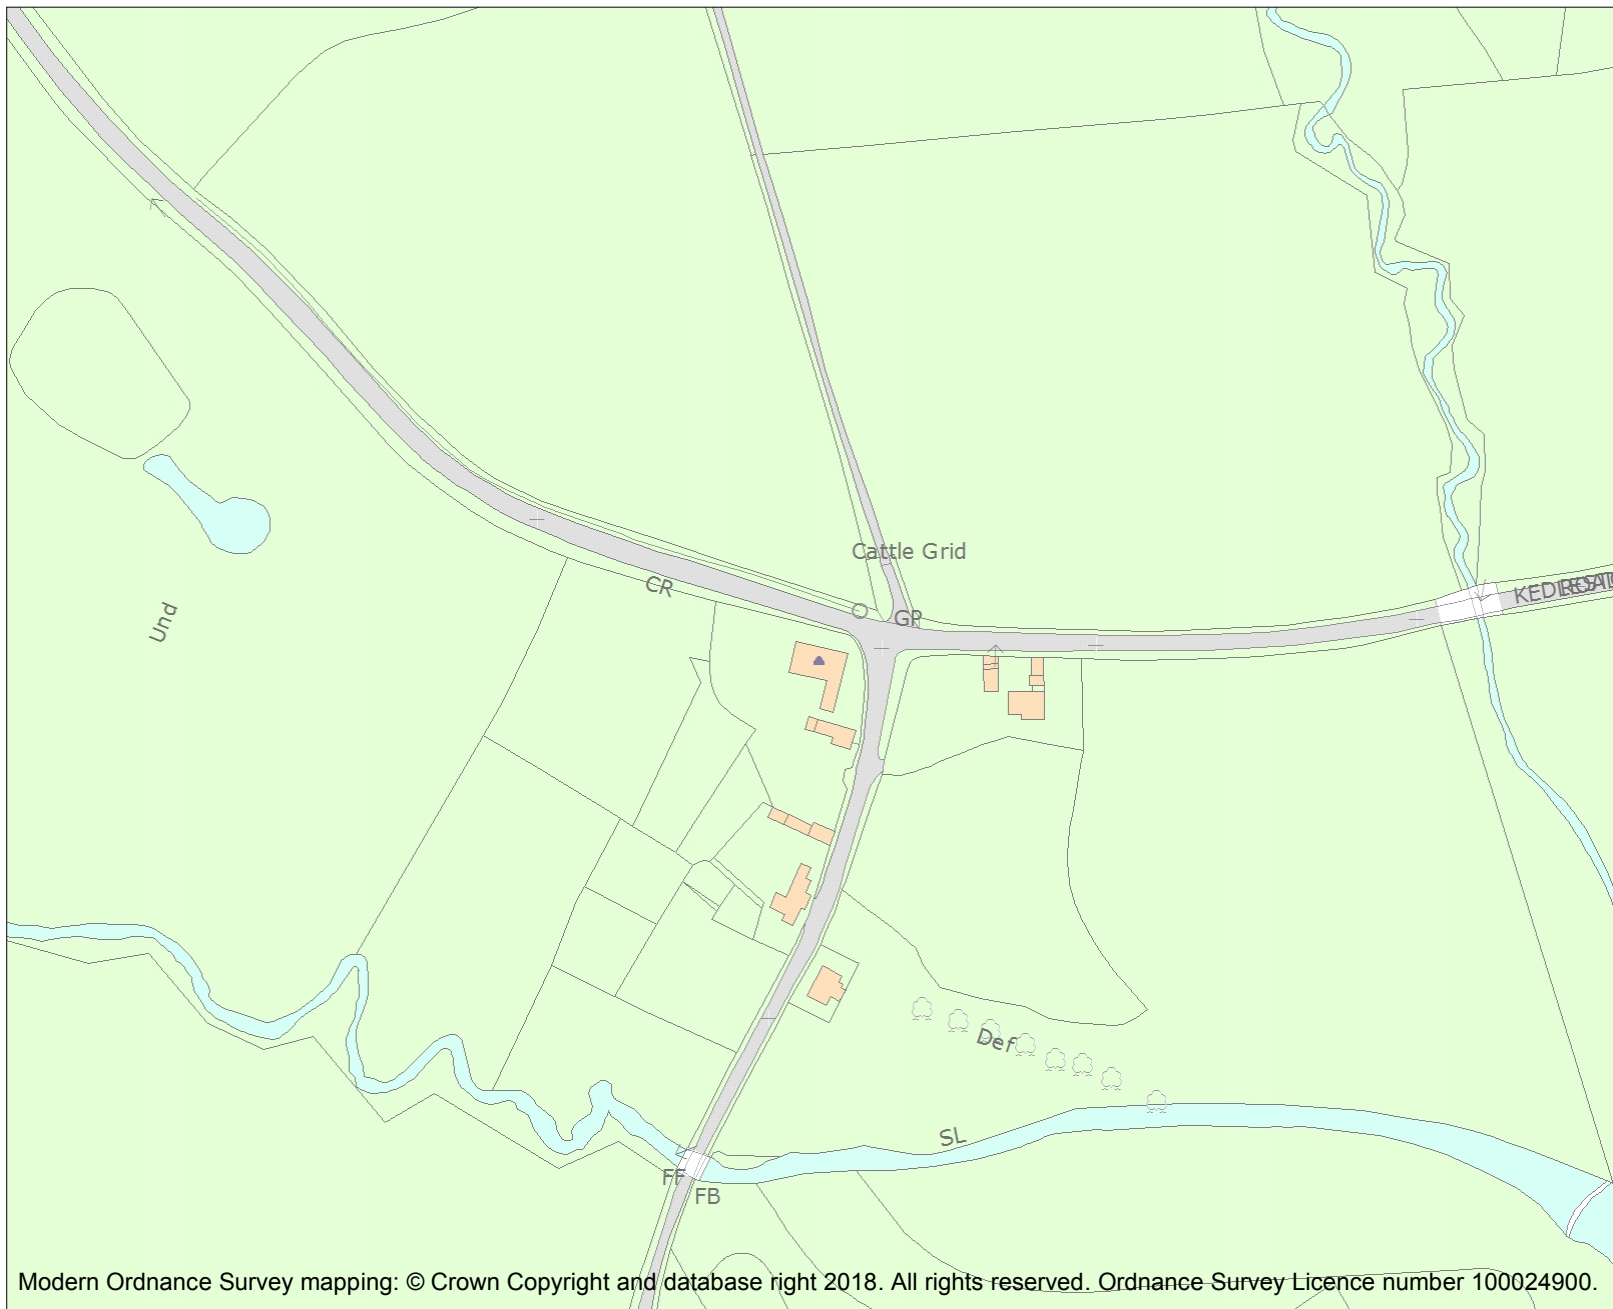 Cattle Grid
CR
Und
GP
Def
SL
FF
FB
Modern Ordnance Survey mapping: © Crown Copyright and database right 2018. All rights reserved. Ordnance Survey Licence number 100024900.